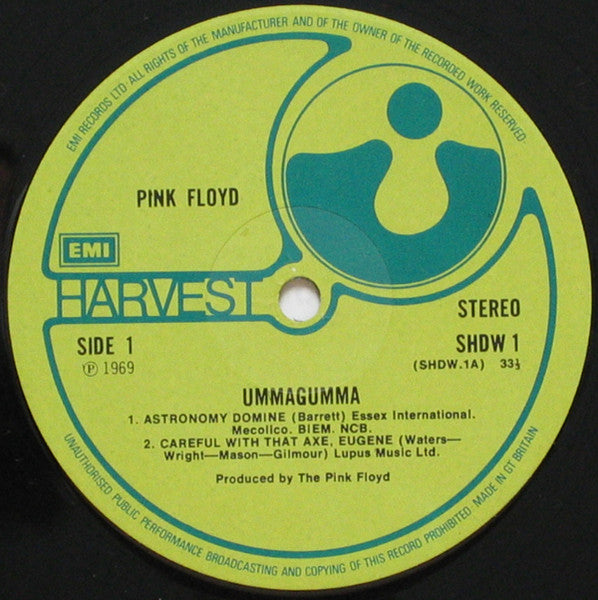 EMI RECORDS LTD· ALL RIGHTS OF THE MANUFACTURER AND OF THE OWNER OF THE RECORDED WORK RESERVED·
PINK FLOYD
EMI
HARVEST
STEREO
SIDE 1
SHDW 1
Ⓟ 1969
(SHDW.1A) 33⅓
UMMAGUMMA
1. ASTRONOMY DOMINE (Barrett) Essex International.
Mecolico. BIEM. NCB.
2. CAREFUL WITH THAT AXE, EUGENE (Waters—
Wright—Mason—Gilmour) Lupus Music Ltd.
Produced by The Pink Floyd
UNAUTHORISED PUBLIC PERFORMANCE BROADCASTING AND COPYING OF THIS RECORD PROHIBITED· MADE IN GT BRITAIN